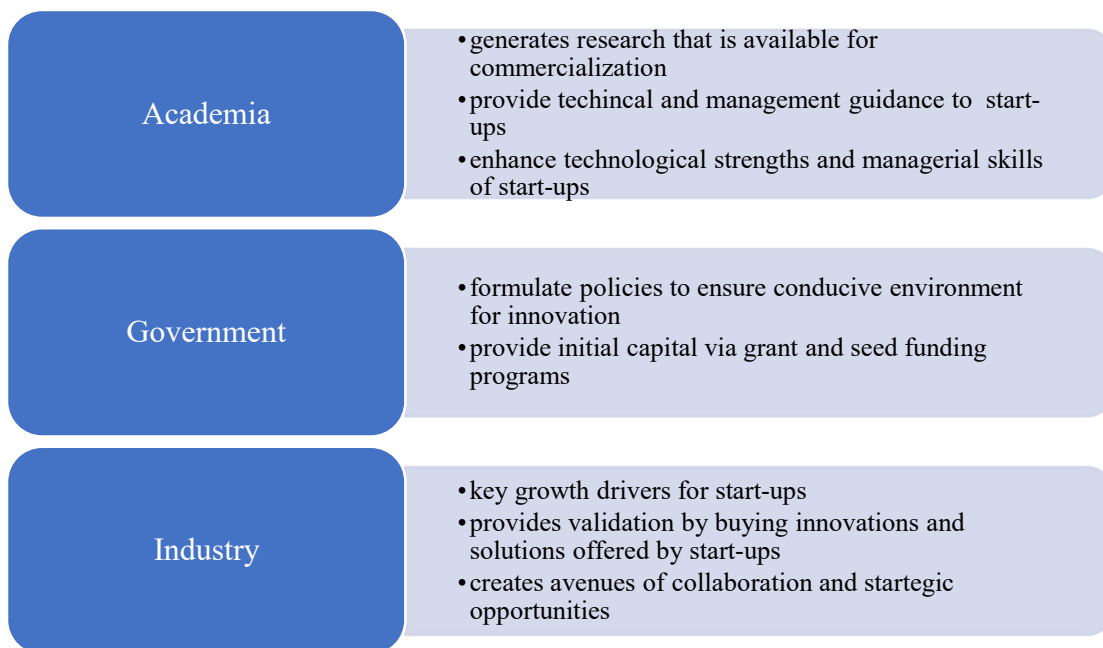 Academia
•generates research that is available for
commercialization
•provide techincal and management guidance to  start-
ups
•enhance technological strengths and managerial skills
of start-ups
Government
•formulate policies to ensure conducive environment
for innovation
•provide initial capital via grant and seed funding
programs
Industry
•key growth drivers for start-ups
•provides validation by buying innovations and
solutions offered by start-ups
•creates avenues of collaboration and startegic
opportunities